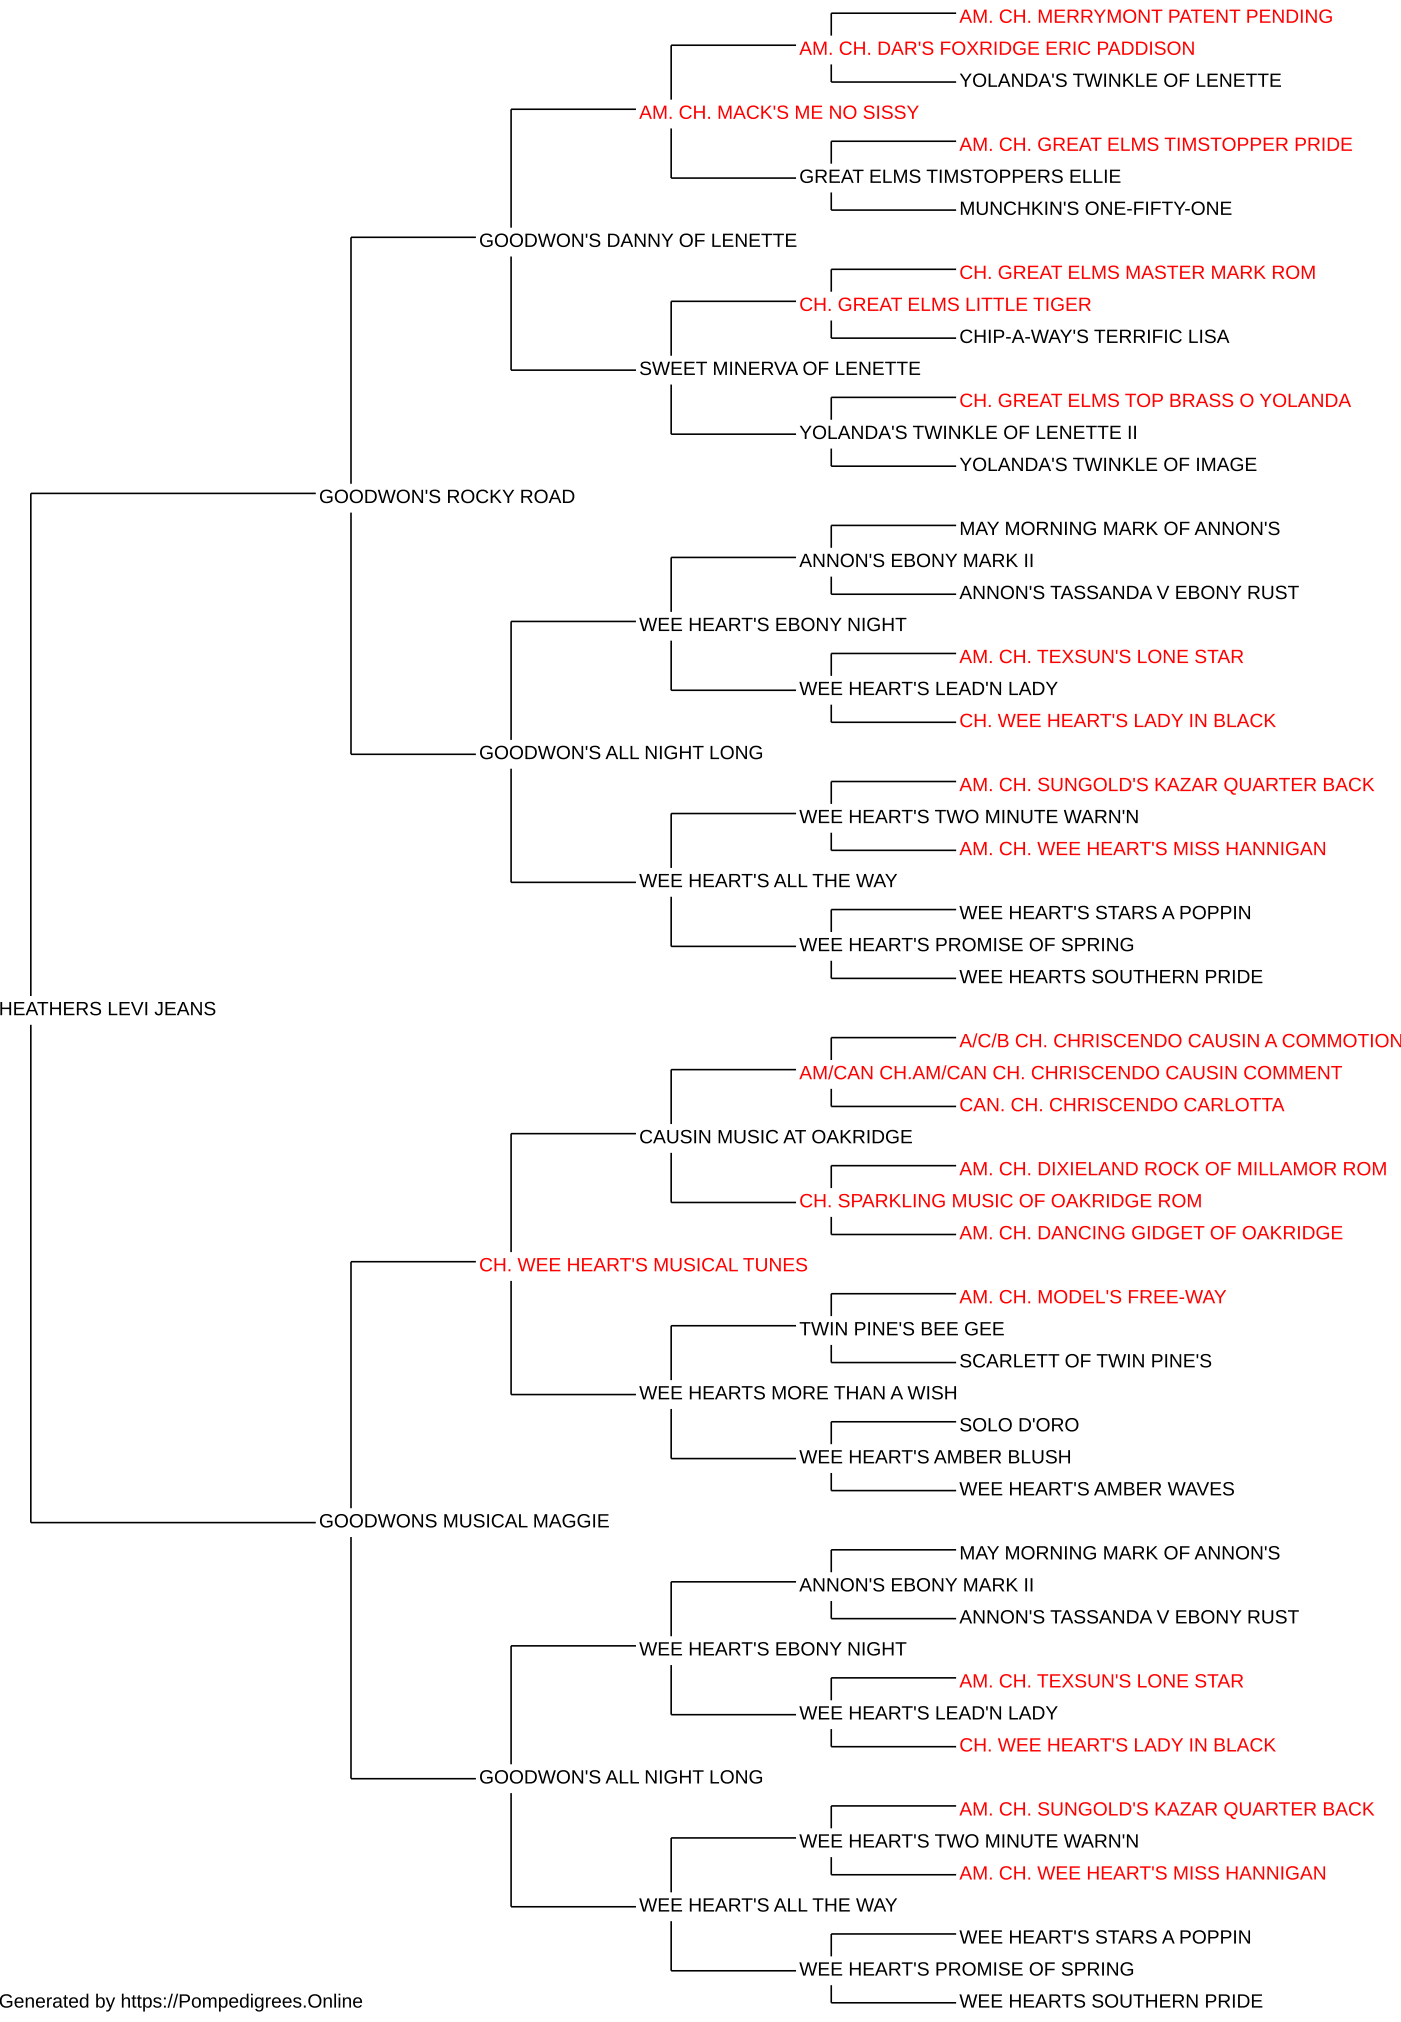 AM. CH. MERRYMONT PATENT PENDING
AM. CH. DAR'S FOXRIDGE ERIC PADDISON
YOLANDA'S TWINKLE OF LENETTE
AM. CH. MACK'S ME NO SISSY
AM. CH. GREAT ELMS TIMSTOPPER PRIDE
GREAT ELMS TIMSTOPPERS ELLIE
MUNCHKIN'S ONE-FIFTY-ONE
GOODWON'S DANNY OF LENETTE
CH. GREAT ELMS MASTER MARK ROM
CH. GREAT ELMS LITTLE TIGER
CHIP-A-WAY'S TERRIFIC LISA
SWEET MINERVA OF LENETTE
CH. GREAT ELMS TOP BRASS O YOLANDA
YOLANDA'S TWINKLE OF LENETTE II
YOLANDA'S TWINKLE OF IMAGE
GOODWON'S ROCKY ROAD
MAY MORNING MARK OF ANNON'S
ANNON'S EBONY MARK II
ANNON'S TASSANDA V EBONY RUST
WEE HEART'S EBONY NIGHT
AM. CH. TEXSUN'S LONE STAR
WEE HEART'S LEAD'N LADY
CH. WEE HEART'S LADY IN BLACK
GOODWON'S ALL NIGHT LONG
AM. CH. SUNGOLD'S KAZAR QUARTER BACK
WEE HEART'S TWO MINUTE WARN'N
AM. CH. WEE HEART'S MISS HANNIGAN
WEE HEART'S ALL THE WAY
WEE HEART'S STARS A POPPIN
WEE HEART'S PROMISE OF SPRING
WEE HEARTS SOUTHERN PRIDE
HEATHERS LEVI JEANS
A/C/B CH. CHRISCENDO CAUSIN A COMMOTION
AM/CAN CH.AM/CAN CH. CHRISCENDO CAUSIN COMMENT
CAN. CH. CHRISCENDO CARLOTTA
CAUSIN MUSIC AT OAKRIDGE
AM. CH. DIXIELAND ROCK OF MILLAMOR ROM
CH. SPARKLING MUSIC OF OAKRIDGE ROM
AM. CH. DANCING GIDGET OF OAKRIDGE
CH. WEE HEART'S MUSICAL TUNES
AM. CH. MODEL'S FREE-WAY
TWIN PINE'S BEE GEE
SCARLETT OF TWIN PINE'S
WEE HEARTS MORE THAN A WISH
SOLO D'ORO
WEE HEART'S AMBER BLUSH
WEE HEART'S AMBER WAVES
GOODWONS MUSICAL MAGGIE
MAY MORNING MARK OF ANNON'S
ANNON'S EBONY MARK II
ANNON'S TASSANDA V EBONY RUST
WEE HEART'S EBONY NIGHT
AM. CH. TEXSUN'S LONE STAR
WEE HEART'S LEAD'N LADY
CH. WEE HEART'S LADY IN BLACK
GOODWON'S ALL NIGHT LONG
AM. CH. SUNGOLD'S KAZAR QUARTER BACK
WEE HEART'S TWO MINUTE WARN'N
AM. CH. WEE HEART'S MISS HANNIGAN
WEE HEART'S ALL THE WAY
WEE HEART'S STARS A POPPIN
WEE HEART'S PROMISE OF SPRING
WEE HEARTS SOUTHERN PRIDE
Generated by https://Pompedigrees.Online